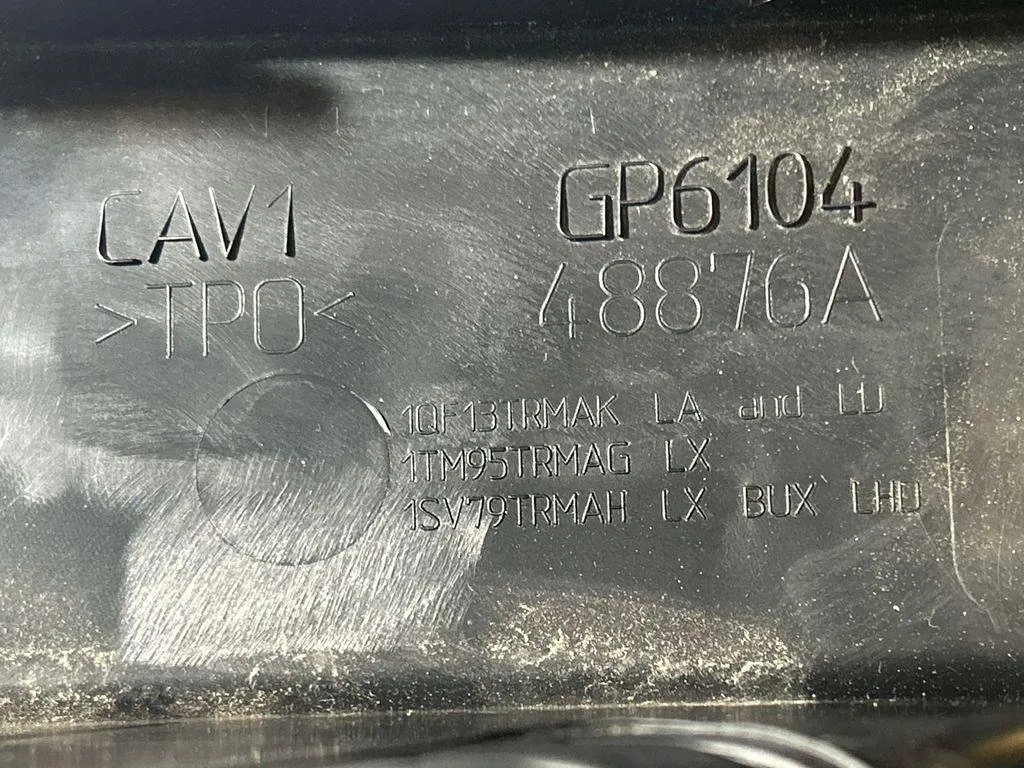 CAV1
>TPO<
GP6104
48876A
1QF13TRMAK LA and LD
1TM95TRMAG LX
1SV79TRMAH LX BUX LHD